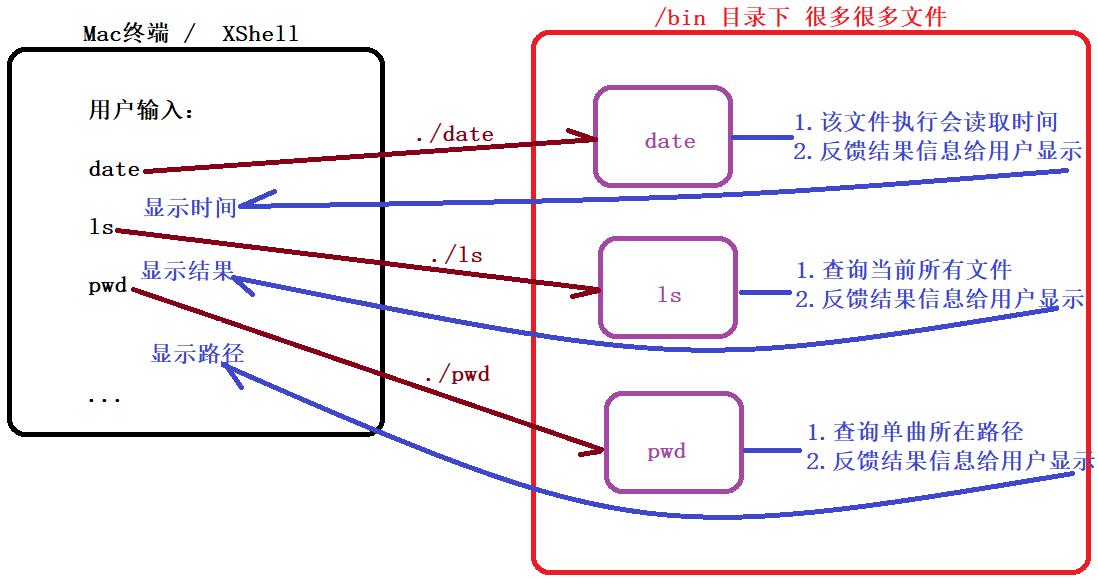 Mac终端 / XShell
/bin 目录下 很多很多文件
用户输入:
date
./date
date
1.该文件执行会读取时间
2.反馈结果信息给用户显示
显示时间
ls
./ls
ls
1.查询当前所有文件
2.反馈结果信息给用户显示
显示结果
pwd
./pwd
pwd
1.查询单曲所在路径
2.反馈结果信息给用户显示
显示路径
...